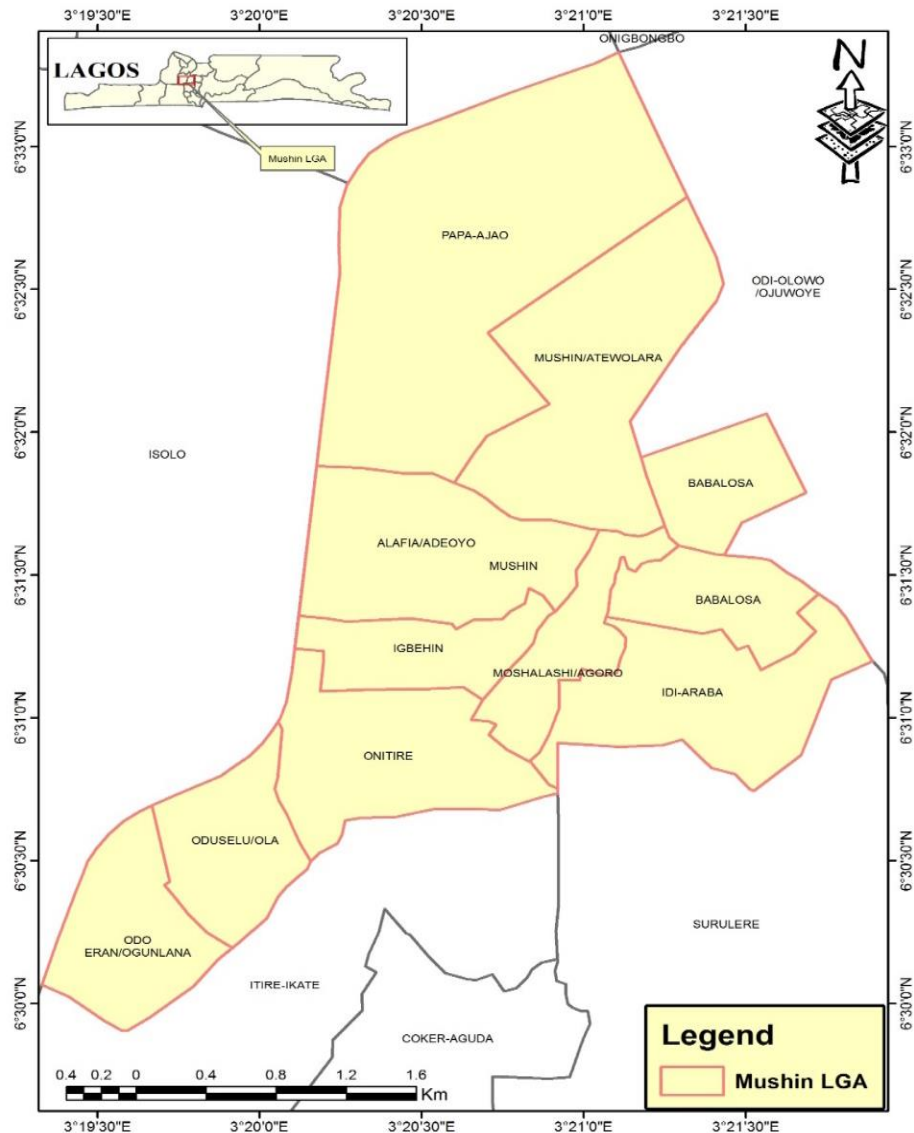 3°19'30"E 3°20'0"E 3°20'30"E 3°21'0"E 3°21'30"E
ONIGBONGBO
LAGOS
N
Mushin LGA
6°33'0"N 6°33'0"N
PAPA-AJAO
ODI-OLOWO
/OJUWOYE
6°32'30"N 6°32'30"N
MUSHIN/ATEWOLARA
6°32'0"N 6°32'0"N
ISOLO
BABALOSA
ALAFIA/ADEOYO
MUSHIN
6°31'30"N 6°31'30"N
BABALOSA
IGBEHIN
MOSHALASHI/AGORO
IDI-ARABA
6°31'0"N 6°31'0"N
ONITIRE
ODUSELU/OLA
6°30'30"N 6°30'30"N
SURULERE
ODO
ERAN/OGUNLANA
ITIRE-IKATE
6°30'0"N 6°30'0"N
COKER-AGUDA
Legend
Mushin LGA
0.4 0.2 0 0.4 0.8 1.2 1.6
Km
3°19'30"E 3°20'0"E 3°20'30"E 3°21'0"E 3°21'30"E